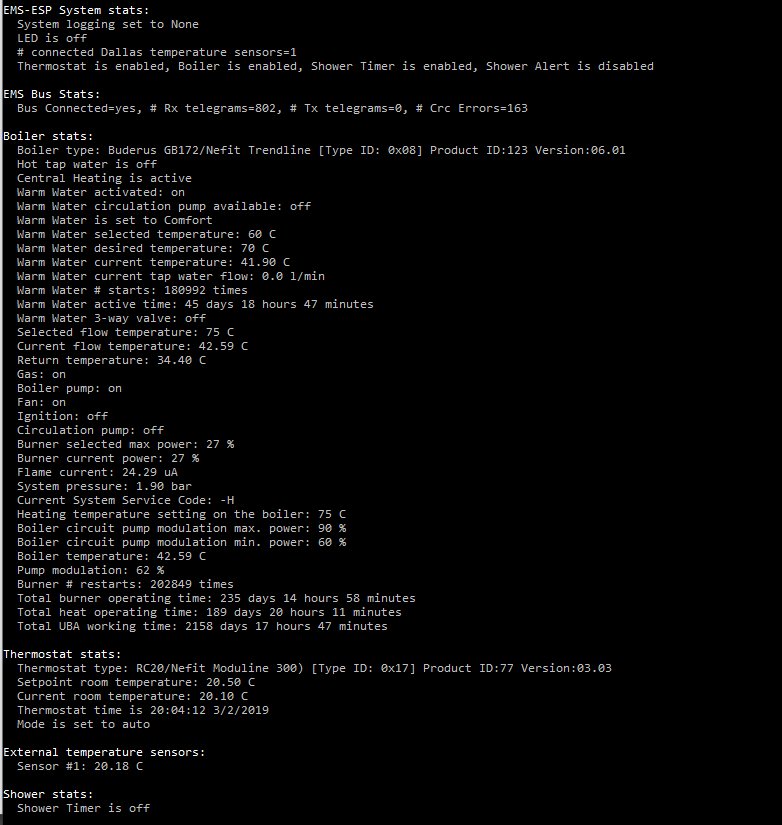 EMS-ESP System stats:
System logging set to None
LED is off
# connected Dallas temperature sensors=1
Thermostat is enabled, Boiler is enabled, Shower Timer is enabled, Shower Alert is disabled
EMS Bus Stats:
Bus Connected=yes, # Rx telegrams=802, # Tx telegrams=0, # Crc Errors=163
Boiler stats:
Boiler type: Buderus GB172/Nefit Trendline [Type ID: 0x08] Product ID:123 Version:06.01
Hot tap water is off
Central Heating is active
Warm Water activated: on
Warm Water circulation pump available: off
Warm Water is set to Comfort
Warm Water selected temperature: 60 C
Warm Water desired temperature: 70 C
Warm Water current temperature: 41.90 C
Warm Water current tap water flow: 0.0 l/min
Warm Water # starts: 180992 times
Warm Water active time: 45 days 18 hours 47 minutes
Warm Water 3-way valve: off
Selected flow temperature: 75 C
Current flow temperature: 42.59 C
Return temperature: 34.40 C
Gas: on
Boiler pump: on
Fan: on
Ignition: off
Circulation pump: off
Burner selected max power: 27 %
Burner current power: 27 %
Flame current: 24.29 uA
System pressure: 1.90 bar
Current System Service Code: -H
Heating temperature setting on the boiler: 75 C
Boiler circuit pump modulation max. power: 90 %
Boiler circuit pump modulation min. power: 60 %
Boiler temperature: 42.59 C
Pump modulation: 62 %
Burner # restarts: 202849 times
Total burner operating time: 235 days 14 hours 58 minutes
Total heat operating time: 189 days 20 hours 11 minutes
Total UBA working time: 2158 days 17 hours 47 minutes
Thermostat stats:
Thermostat type: RC20/Nefit Moduline 300) [Type ID: 0x17] Product ID:77 Version:03.03
Setpoint room temperature: 20.50 C
Current room temperature: 20.10 C
Thermostat time is 20:04:12 3/2/2019
Mode is set to auto
External temperature sensors:
Sensor #1: 20.18 C
Shower stats:
Shower Timer is off